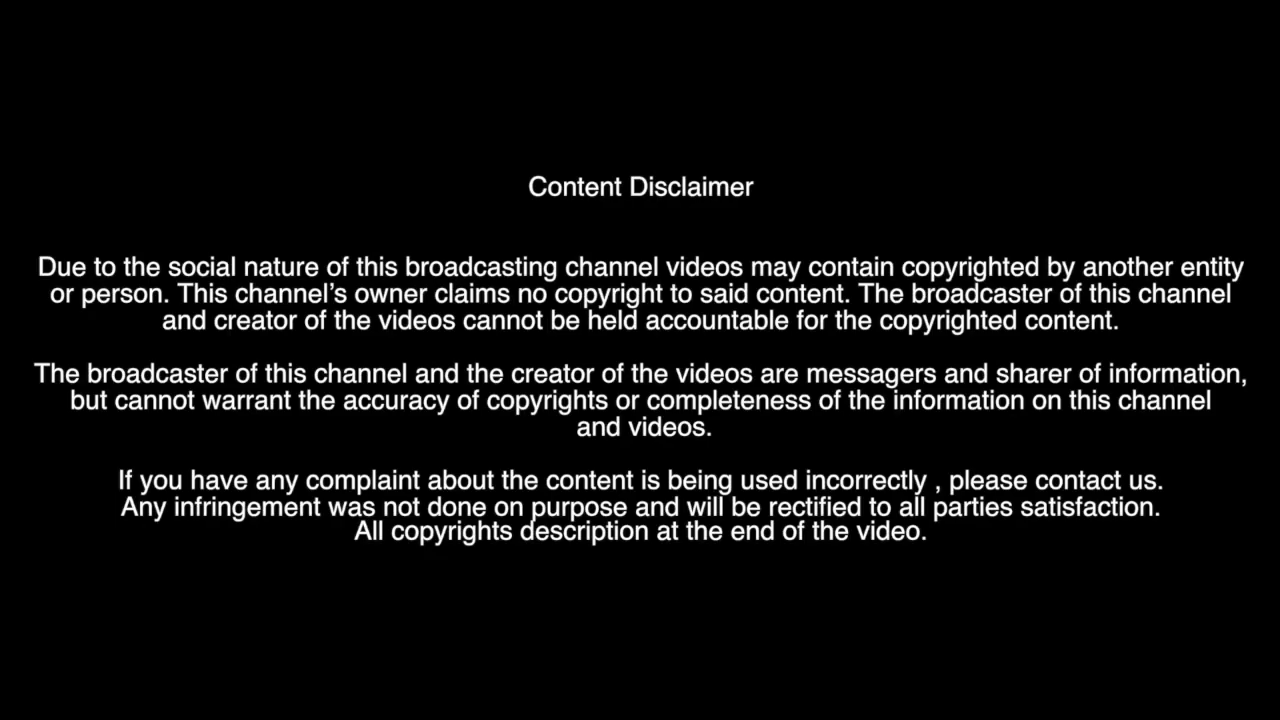 Content Disclaimer
Due to the social nature of this broadcasting channel videos may contain copyrighted by another entity
or person. This channel's owner claims no copyright to said content. The broadcaster of this channel
and creator of the videos cannot be held accountable for the copyrighted content.
The broadcaster of this channel and the creator of the videos are messagers and sharer of information,
but cannot warrant the accuracy of copyrights or completeness of the information on this channel
and videos.
If you have any complaint about the content is being used incorrectly , please contact us.
Any infringement was not done on purpose and will be rectified to all parties satisfaction.
All copyrights description at the end of the video.